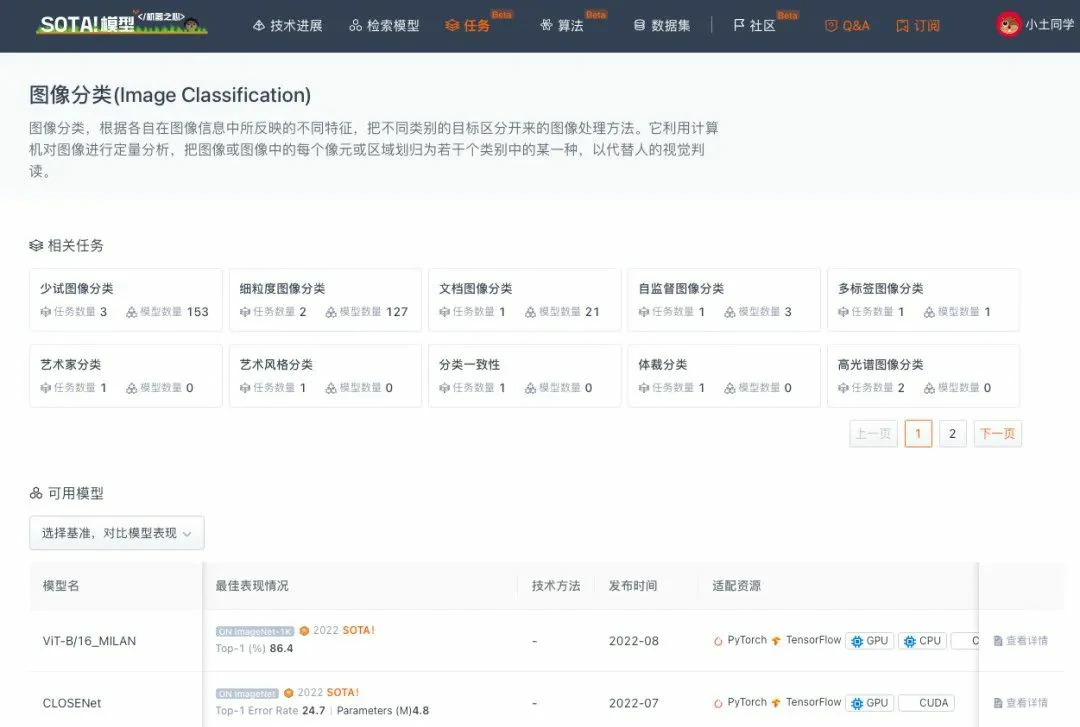 SOTA!模型 </机器之心>
技术进展 检索模型 任务 Beta 算法 Beta 数据集 社区 Beta Q&A 订阅 小土同学
图像分类(Image Classification)
图像分类，根据各自在图像信息中所反映的不同特征，把不同类别的目标区分开来的图像处理方法。它利用计算
机对图像进行定量分析，把图像或图像中的每个像元或区域划归为若干个类别中的某一种，以代替人的视觉判
读。
相关任务
少试图像分类
任务数量 3 模型数量 153
细粒度图像分类
任务数量 2 模型数量 127
文档图像分类
任务数量 1 模型数量 21
自监督图像分类
任务数量 1 模型数量 3
多标签图像分类
任务数量 1 模型数量 1
艺术家分类
任务数量 1 模型数量 0
艺术风格分类
任务数量 1 模型数量 0
分类一致性
任务数量 1 模型数量 0
体裁分类
任务数量 1 模型数量 0
高光谱图像分类
任务数量 2 模型数量 0
上一页 1 2 下一页
可用模型
选择基准，对比模型表现
模型名 最佳表现情况 技术方法 发布时间 适配资源
ViT-B/16_MILAN
ON ImageNet-1K 2022 SOTA!
Top-1 (%) 86.4
- 2022-08 PyTorch TensorFlow GPU CPU C 查看详情
CLOSENet
ON ImageNet 2022 SOTA!
Top-1 Error Rate 24.7 | Parameters (M)4.8
- 2022-07 PyTorch TensorFlow GPU CUDA 查看详情